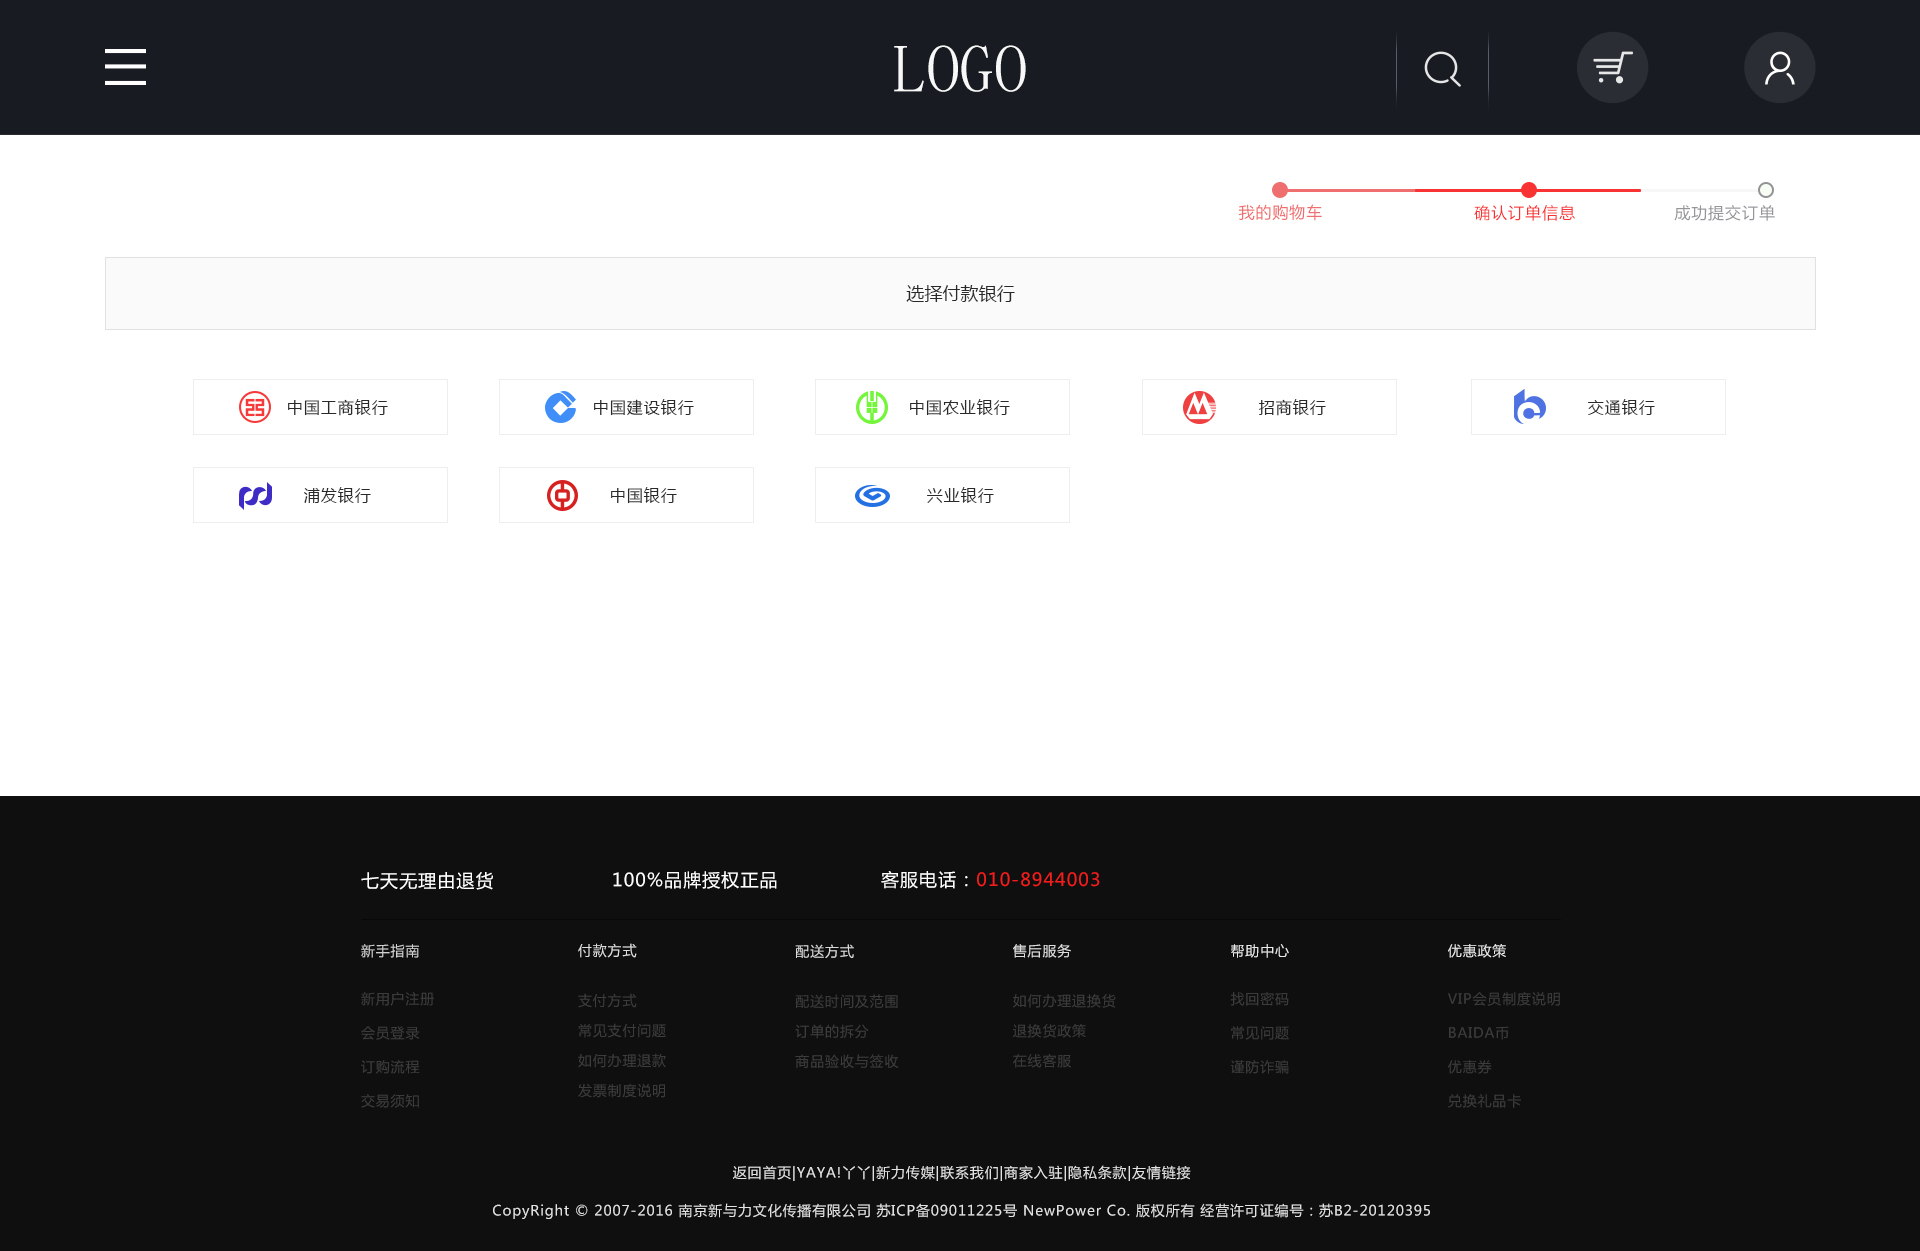 LOGO
我的购物车 确认订单信息 成功提交订单
选择付款银行
中国工商银行 中国建设银行 中国农业银行 招商银行 交通银行
浦发银行 中国银行 兴业银行
七天无理由退货 100%品牌授权正品 客服电话：010-8944003
新手指南 付款方式 配送方式 售后服务 帮助中心 优惠政策
新用户注册 支付方式 配送时间及范围 如何办理退换货 找回密码 VIP会员制度说明
会员登录 常见支付问题 订单的拆分 退换货政策 常见问题 BAIDA币
订购流程 如何办理退款 商品验收与签收 在线客服 谨防诈骗 优惠券
交易须知 发票制度说明 兑换礼品卡
返回首页|YAYA!丫丫|新力传媒|联系我们|商家入驻|隐私条款|友情链接
CopyRight © 2007-2016 南京新与力文化传播有限公司 苏ICP备09011225号 NewPower Co. 版权所有 经营许可证编号：苏B2-20120395